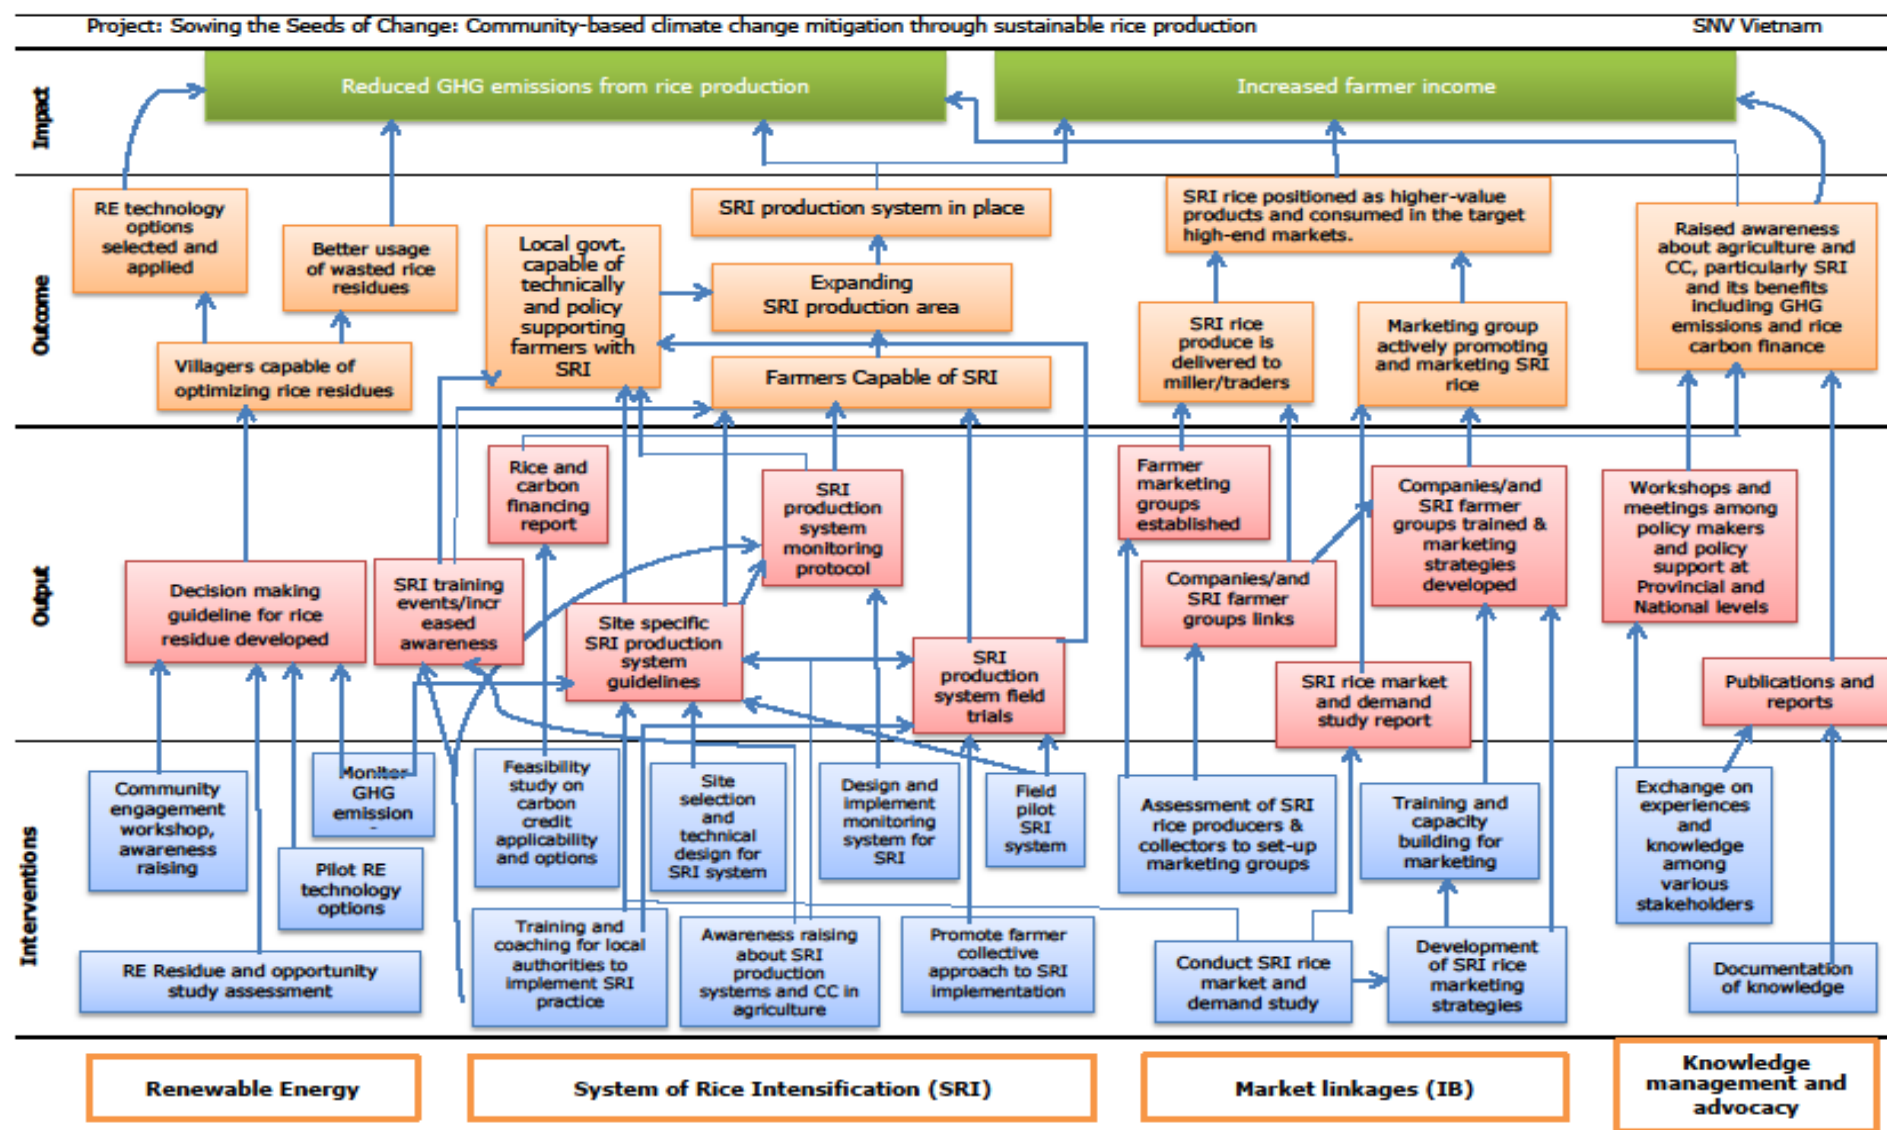 Project: Sowing the Seeds of Change: Community-based climate change mitigation through sustainable rice production
SNV Vietnam
Impact
Reduced GHG emissions from rice production
Increased farmer income
Outcome
RE technology
options
selected and
applied
Better usage
of wasted rice
residues
Villagers capable of
optimizing rice residues
Local govt.
capable of
technically
and policy
supporting
farmers with
SRI
SRI production system in place
Expanding
SRI production area
Farmers Capable of SRI
SRI rice positioned as higher-value
products and consumed in the target
high-end markets.
SRI rice
produce is
delivered to
miller/traders
Marketing group
actively promoting
and marketing SRI
rice
Raised awareness
about agriculture and
CC, particularly SRI
and its benefits
including GHG
emissions and rice
carbon finance
Output
Decision making
guideline for rice
residue developed
SRI training
events/incr
eased
awareness
Rice and
carbon
financing
report
Site specific
SRI production
system
guidelines
SRI
production
system
monitoring
protocol
SRI
production
system field
trials
Farmer
marketing
groups
established
Companies/and
SRI farmer
groups links
SRI rice market
and demand
study report
Companies/and
SRI farmer
groups trained &
marketing
strategies
developed
Workshops and
meetings among
policy makers
and policy
support at
Provincial and
National levels
Publications and
reports
Interventions
Community
engagement
workshop,
awareness
raising
Monitor
GHG
emission
-
Pilot RE
technology
options
RE Residue and opportunity
study assessment
Feasibility
study on
carbon
credit
applicability
and options
Site
selection
and
technical
design for
SRI system
Design and
implement
monitoring
system for
SRI
Field
pilot
SRI
system
Training and
coaching for local
authorities to
implement SRI
practice
Awareness raising
about SRI
production
systems and CC in
agriculture
Promote farmer
collective
approach to SRI
implementation
Assessment of SRI
rice producers &
collectors to set-up
marketing groups
Training and
capacity
building for
marketing
Conduct SRI rice
market and
demand study
Development
of SRI rice
marketing
strategies
Exchange on
experiences
and
knowledge
among
various
stakeholders
Documentation
of knowledge
Renewable Energy
System of Rice Intensification (SRI)
Market linkages (IB)
Knowledge
management and
advocacy